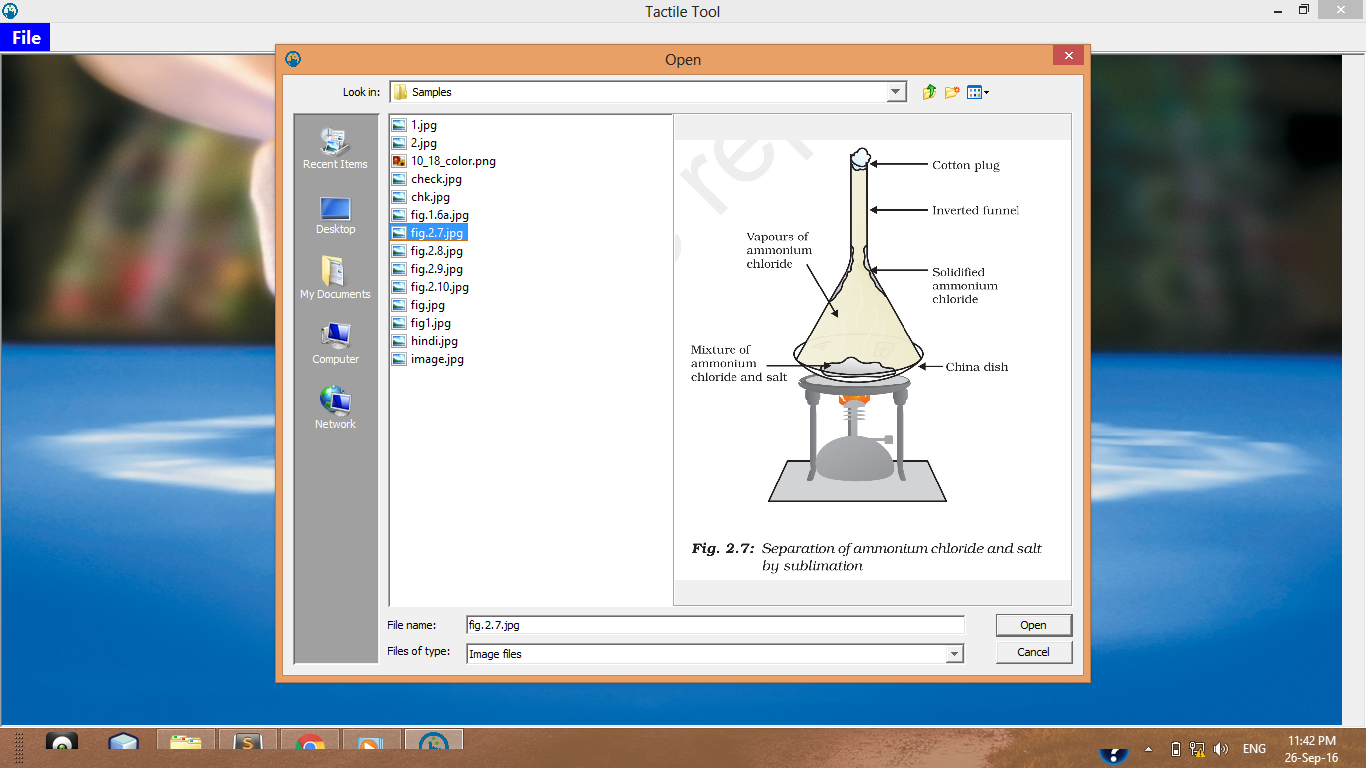 Tactile Tool
File
Open
Look in:
Samples
Recent Items
Desktop
My Documents
Computer
Network
1.jpg
2.jpg
10_18_color.png
check.jpg
chk.jpg
fig.1.6a.jpg
fig.2.7.jpg
fig.2.8.jpg
fig.2.9.jpg
fig.2.10.jpg
fig.jpg
fig1.jpg
hindi.jpg
image.jpg
Cotton plug
Inverted funnel
Vapours of
ammonium
chloride
Solidified
ammonium
chloride
Mixture of
ammonium
chloride and salt
China dish
Fig. 2.7: Separation of ammonium chloride and salt
by sublimation
File name:
fig.2.7.jpg
Open
Files of type:
Image files
Cancel
ENG
11:42 PM
26-Sep-16